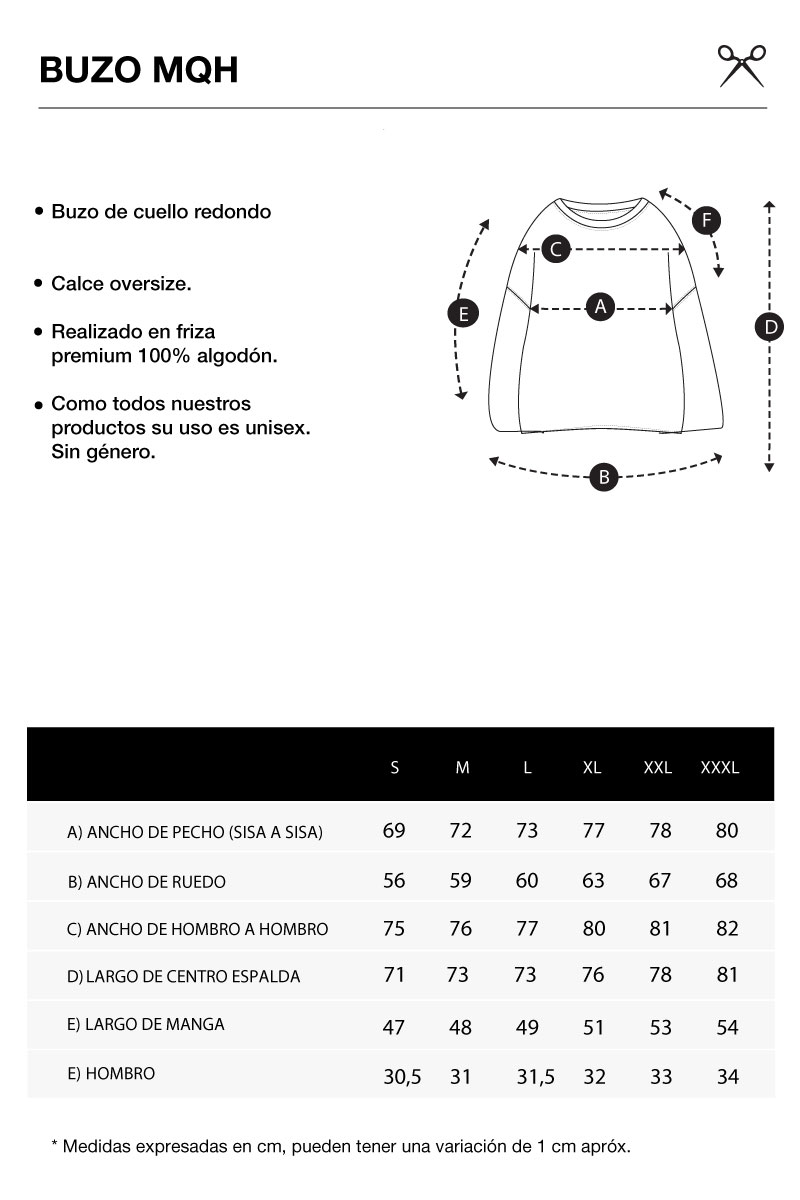 BUZO MQH
• Buzo de cuello redondo
• Calce oversize.
• Realizado en friza
premium 100% algodón.
• Como todos nuestros
productos su uso es unisex.
Sin género.
F
C
A
E
D
B
S M L XL XXL XXXL
A) ANCHO DE PECHO (SISA A SISA) 69 72 73 77 78 80
B) ANCHO DE RUEDO 56 59 60 63 67 68
C) ANCHO DE HOMBRO A HOMBRO 75 76 77 80 81 82
D) LARGO DE CENTRO ESPALDA 71 73 73 76 78 81
E) LARGO DE MANGA 47 48 49 51 53 54
E) HOMBRO 30,5 31 31,5 32 33 34
* Medidas expresadas en cm, pueden tener una variación de 1 cm apróx.